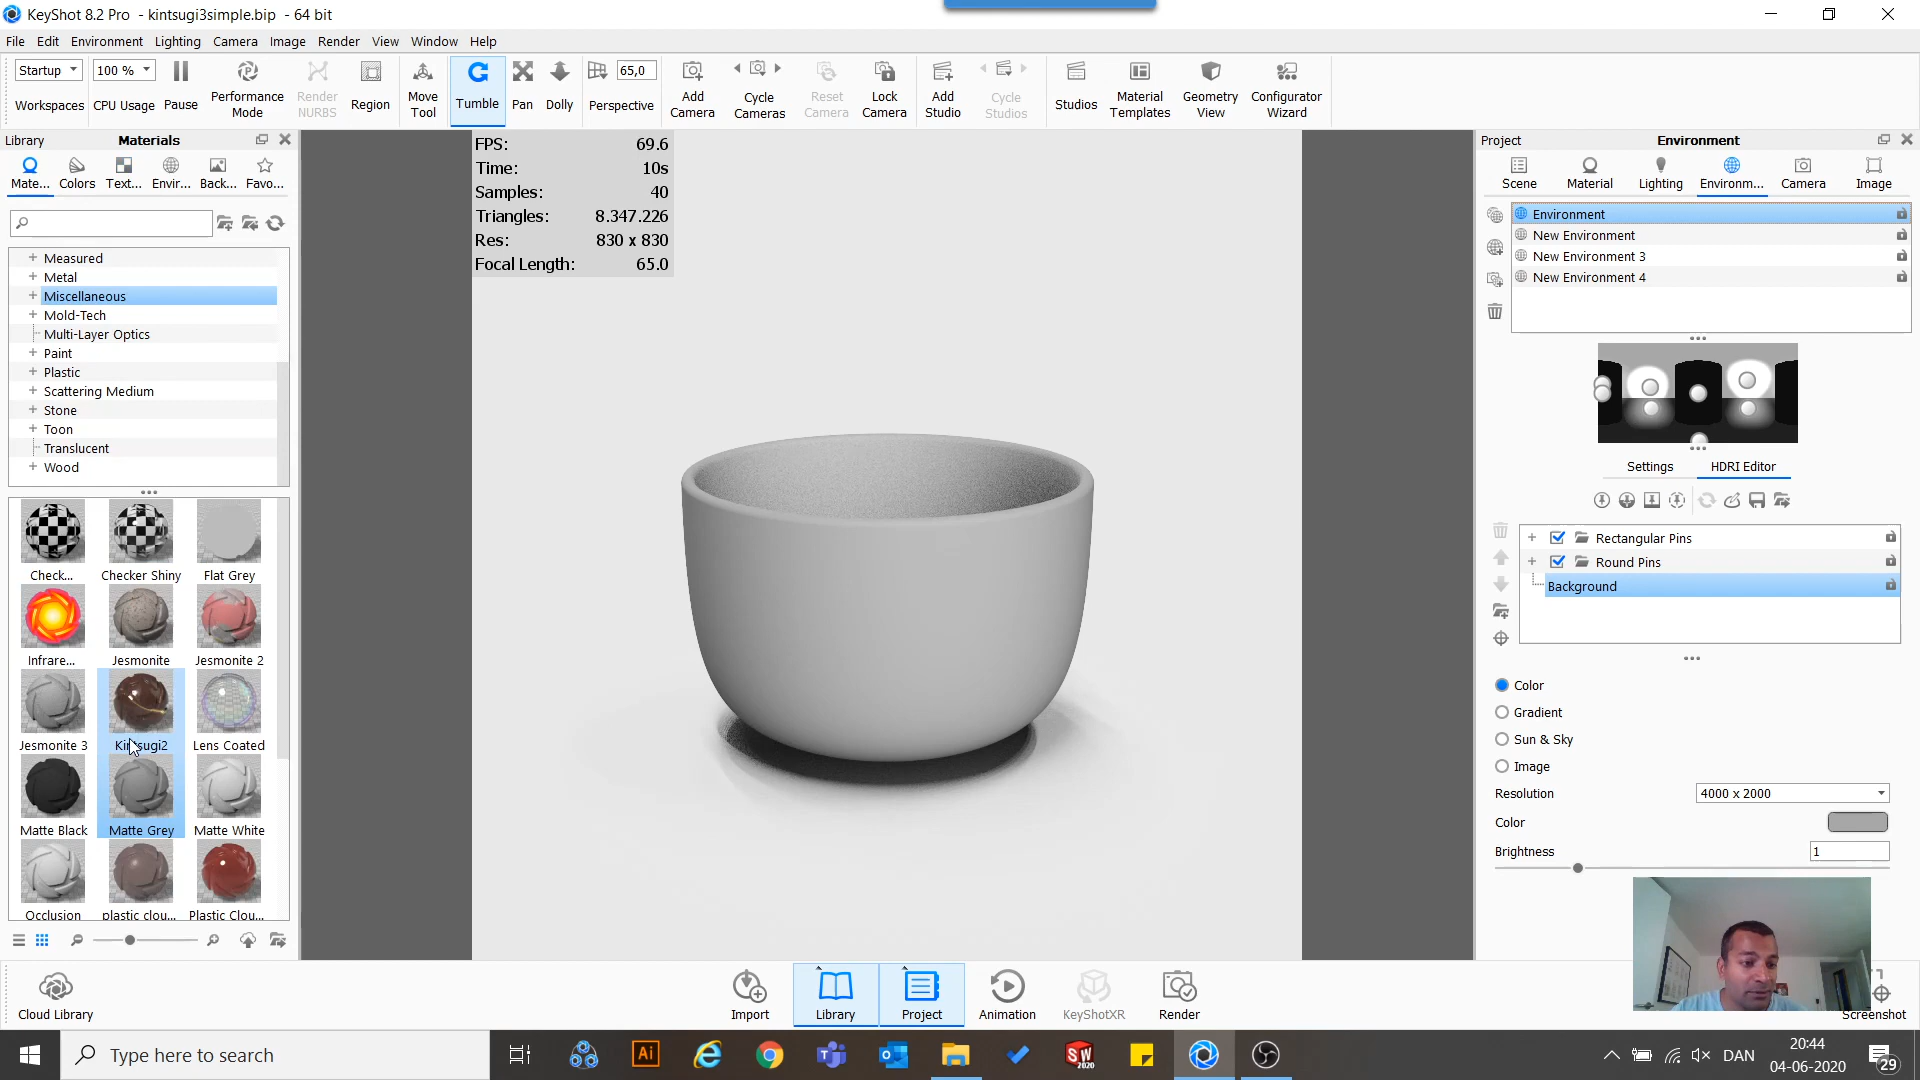 KeyShot 8.2 Pro - kintsugi3simple.bip - 64 bit
File Edit Environment Lighting Camera Image Render View Window Help
Startup 100 % 65,0
Workspaces CPU Usage Pause Performance Mode Render NURBS Region Move Tool Tumble Pan Dolly Perspective Add Camera Cycle Cameras Reset Camera Lock Camera Add Studio Cycle Studios Studios Material Templates Geometry View Configurator Wizard
Library Materials
Mate... Colors Text... Envir... Back... Favo...
Measured
Metal
Miscellaneous
Mold-Tech
Multi-Layer Optics
Paint
Plastic
Scattering Medium
Stone
Toon
Translucent
Wood
Check... Checker Shiny Flat Grey
Infrare... Jesmonite Jesmonite 2
Jesmonite 3 Kintsugi2 Lens Coated
Matte Black Matte Grey Matte White
Occlusion plastic clou... Plastic Clou...
Cloud Library
FPS: 69.6
Time: 10s
Samples: 40
Triangles: 8.347.226
Res: 830 x 830
Focal Length: 65.0
Project Environment
Scene Material Lighting Environm... Camera Image
Environment
New Environment
New Environment 3
New Environment 4
Settings HDRI Editor
Rectangular Pins
Round Pins
Background
Color
Gradient
Sun & Sky
Image
Resolution 4000 x 2000
Color
Brightness 1
Import Library Project Animation KeyShotXR Render Screenshot
Type here to search
Ai
SW 2020
DAN
20:44
04-06-2020
29